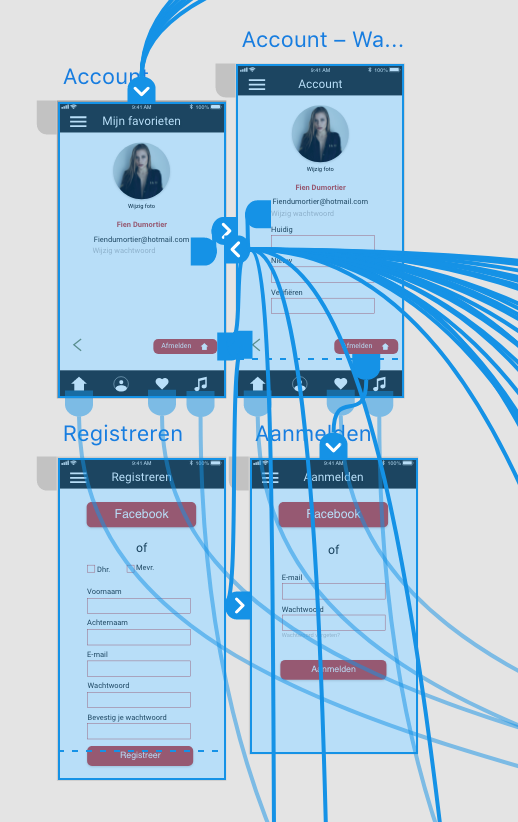 Account – Wa...
Account
9:41 AM
100%
Account
Wijzig foto
Fien Dumortier
Fiendumortier@hotmail.com
Wijzig wachtwoord
Huidig
Nieuw
Verifiëren
Afmelden
9:41 AM
100%
Mijn favorieten
Wijzig foto
Fien Dumortier
Fiendumortier@hotmail.com
Wijzig wachtwoord
Afmelden
Registreren
9:41 AM
100%
Registreren
Facebook
of
Dhr.
Mevr.
Voornaam
Achternaam
E-mail
Wachtwoord
Bevestig je wachtwoord
Registreer
Aanmelden
9:41 AM
100%
Aanmelden
Facebook
of
E-mail
Wachtwoord
Wachtwoord vergeten?
Aanmelden